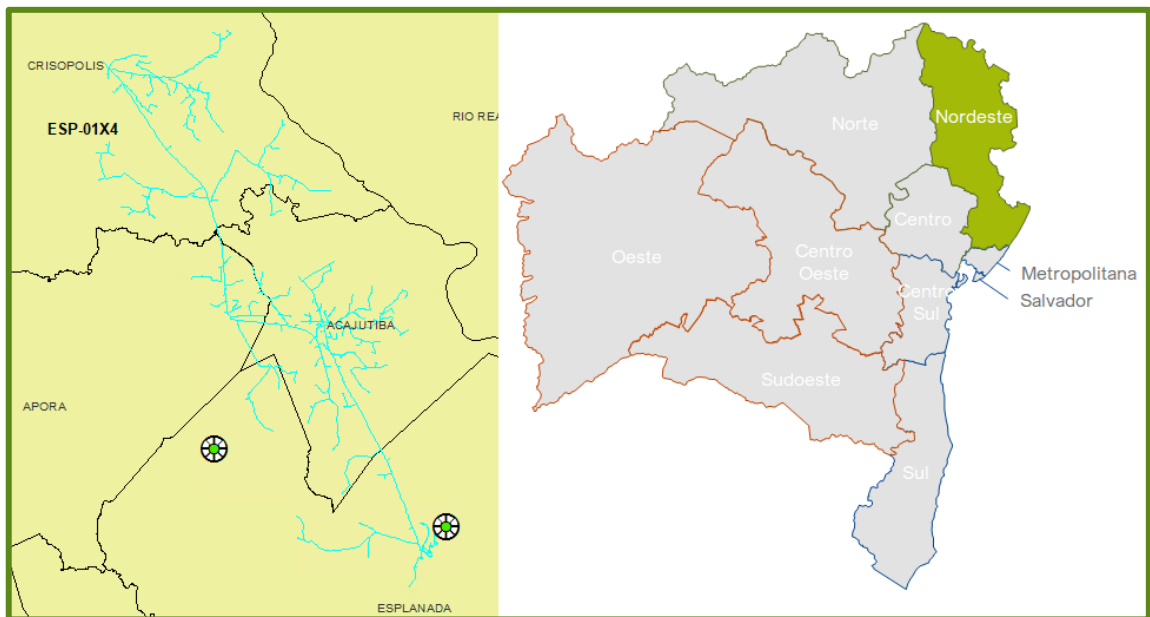 CRISOPOLIS
ESP-01X4
RIO REA
ACAJUTIBA
APORA
ESPLANADA
Nordeste
Norte
Centro
Oeste
Centro
Oeste
Centro
Sul
Metropolitana
Salvador
Sudoeste
Sul